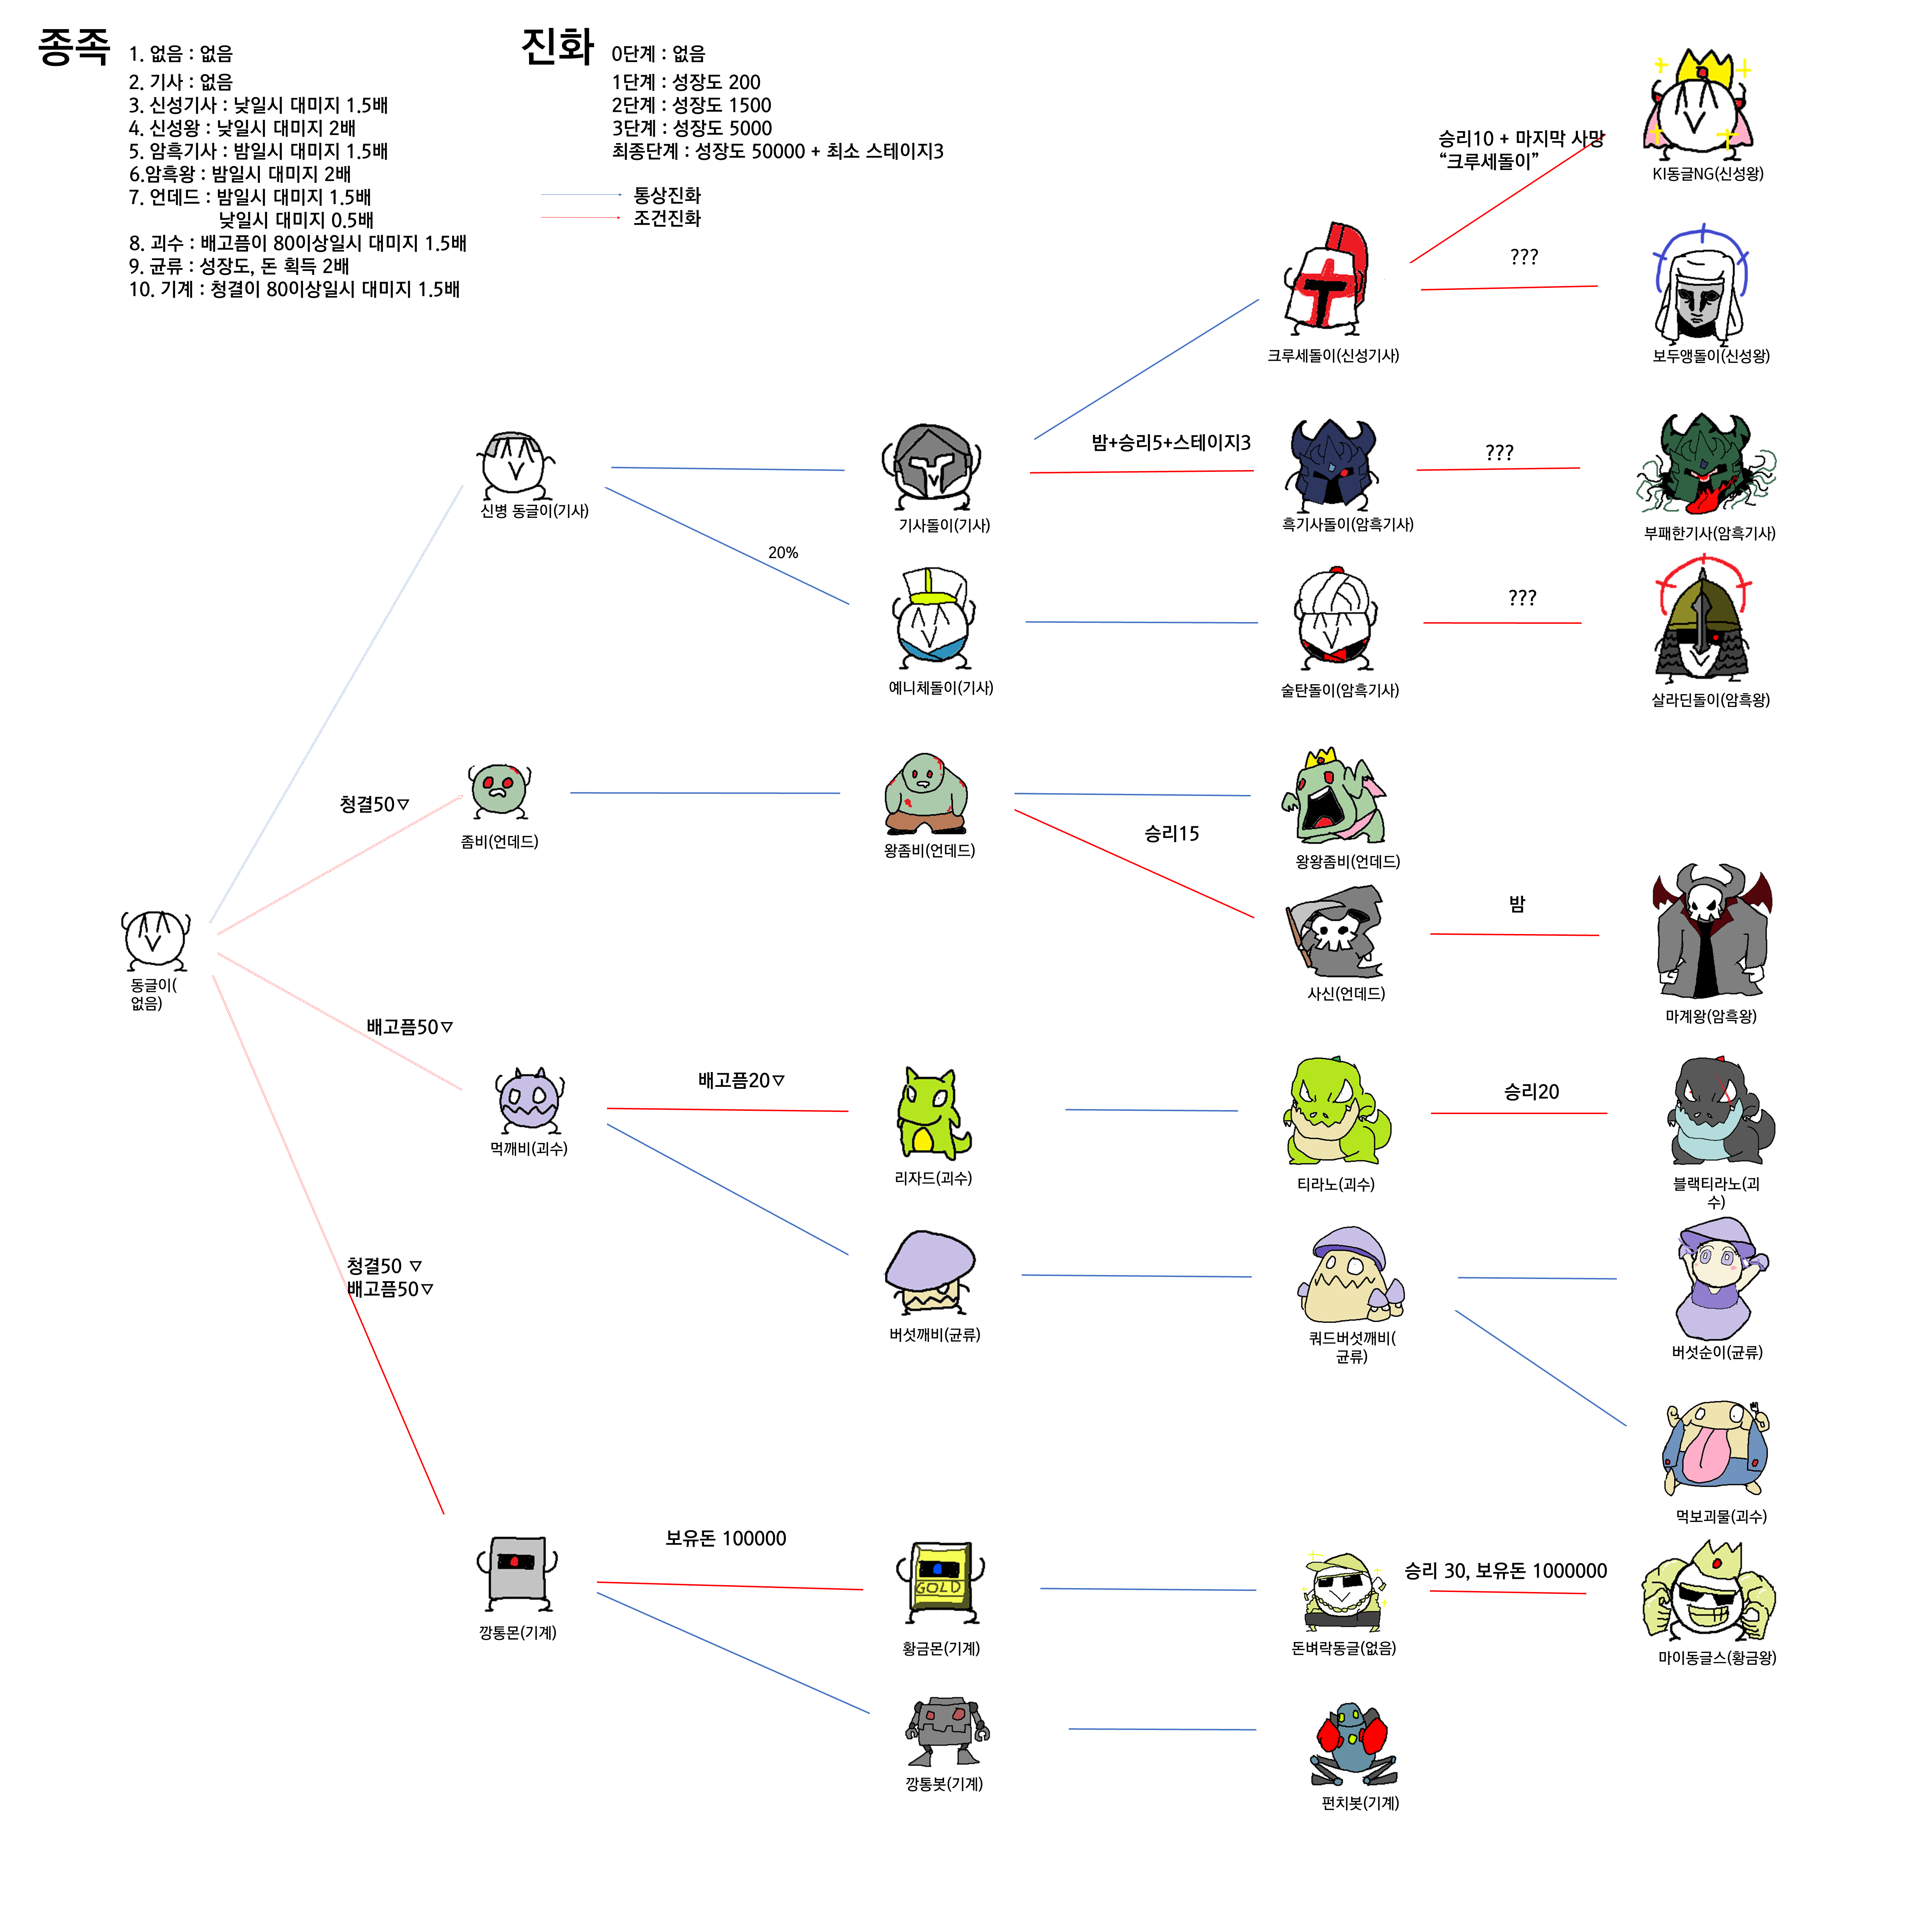 종족
1. 없음 : 없음
2. 기사 : 없음
3. 신성기사 : 낮일시 대미지 1.5배
4. 신성왕 : 낮일시 대미지 2배
5. 암흑기사 : 밤일시 대미지 1.5배
6.암흑왕 : 밤일시 대미지 2배
7. 언데드 : 밤일시 대미지 1.5배
낮일시 대미지 0.5배
8. 괴수 : 배고픔이 80이상일시 대미지 1.5배
9. 균류 : 성장도, 돈 획득 2배
10. 기계 : 청결이 80이상일시 대미지 1.5배
진화
0단계 : 없음
1단계 : 성장도 200
2단계 : 성장도 1500
3단계 : 성장도 5000
최종단계 : 성장도 50000 + 최소 스테이지3
통상진화
조건진화
승리10 + 마지막 사망
“크루세돌이”
KI동글NG(신성왕)
???
크루세돌이(신성기사)
보두앵돌이(신성왕)
밤+승리5+스테이지3
???
신병 동글이(기사)
기사돌이(기사)
흑기사돌이(암흑기사)
부패한기사(암흑기사)
20%
???
예니체돌이(기사)
술탄돌이(암흑기사)
살라딘돌이(암흑왕)
청결50▽
승리15
좀비(언데드)
왕좀비(언데드)
왕왕좀비(언데드)
밤
동글이(
없음)
사신(언데드)
마계왕(암흑왕)
배고픔50▽
배고픔20▽
승리20
먹깨비(괴수)
리자드(괴수)
티라노(괴수)
블랙티라노(괴
수)
청결50 ▽
배고픔50▽
버섯깨비(균류)
쿼드버섯깨비(
균류)
버섯순이(균류)
먹보괴물(괴수)
보유돈 100000
GOLD
승리 30, 보유돈 1000000
깡통몬(기계)
황금몬(기계)
돈벼락동글(없음)
마이동글스(황금왕)
깡통봇(기계)
펀치봇(기계)